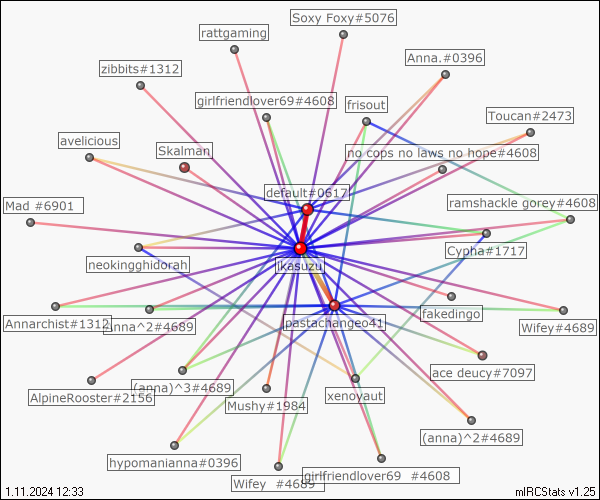 Soxy Foxy#5076
rattgaming
Anna.#0396
zibbits#1312
girlfriendlover69#4608
frisout
Toucan#2473
avelicious
Skalman
no cops no laws no hope#4608
default#0617
Mad #6901
ramshackle gorey#4608
Cypha#1717
neokingghidorah
Ikasuzu
fakedingo
Annarchist#1312
anna^2#4689
pastachangeo41
Wifey#4689
ace deucy#7097
AlpineRooster#2156
(anna)^3#4689
Mushy#1984
xenoyaut
(anna)^2#4689
hypomanianna#0396
Wifey #4689
girlfriendlover69 #4608
1.11.2024 12:33
mIRCStats v1.25